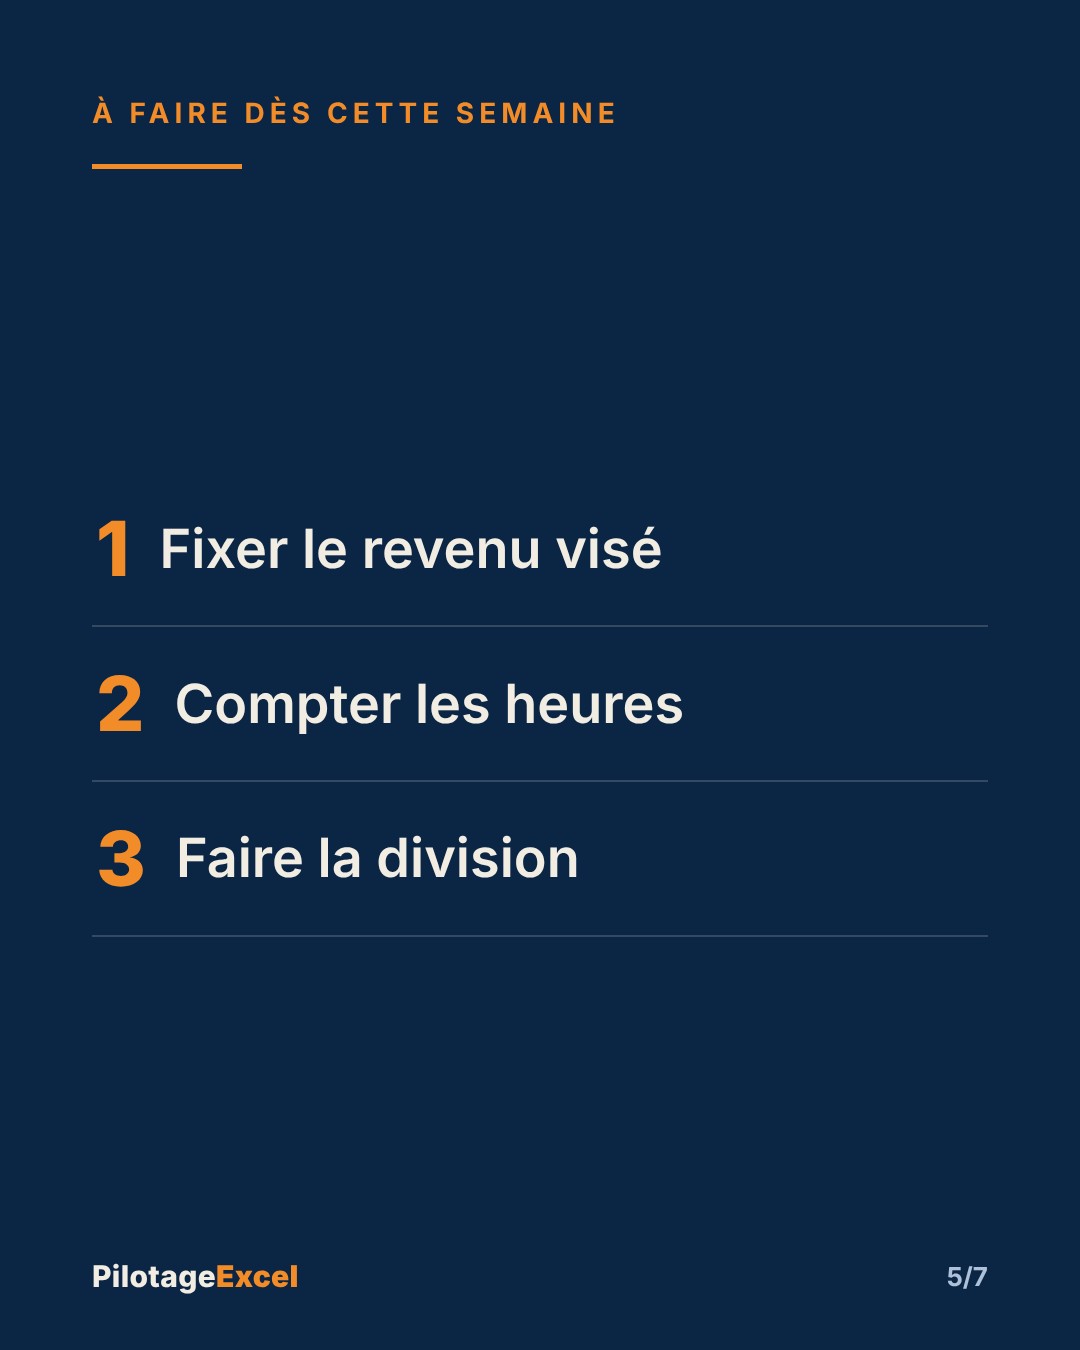 À FAIRE DÈS CETTE SEMAINE
1 Fixer le revenu visé
2 Compter les heures
3 Faire la division
PilotageExcel
5/7